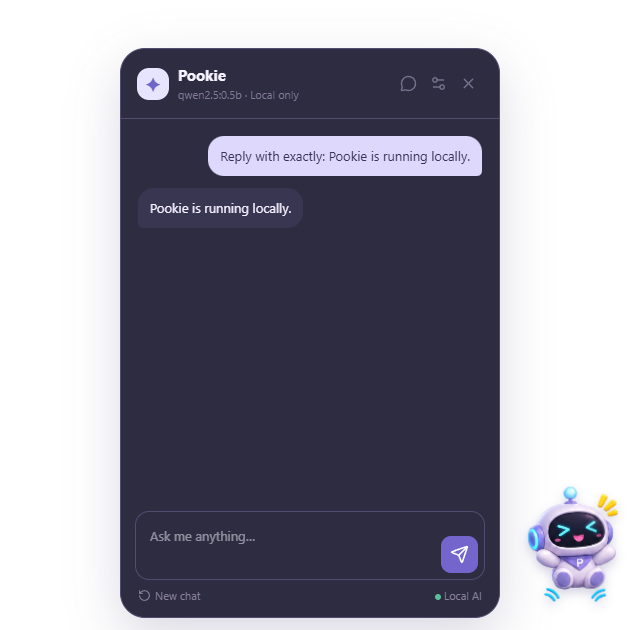 Pookie
qwen2.5:0.5b · Local only
Reply with exactly: Pookie is running locally.
Pookie is running locally.
Ask me anything...
P
New chat
Local AI